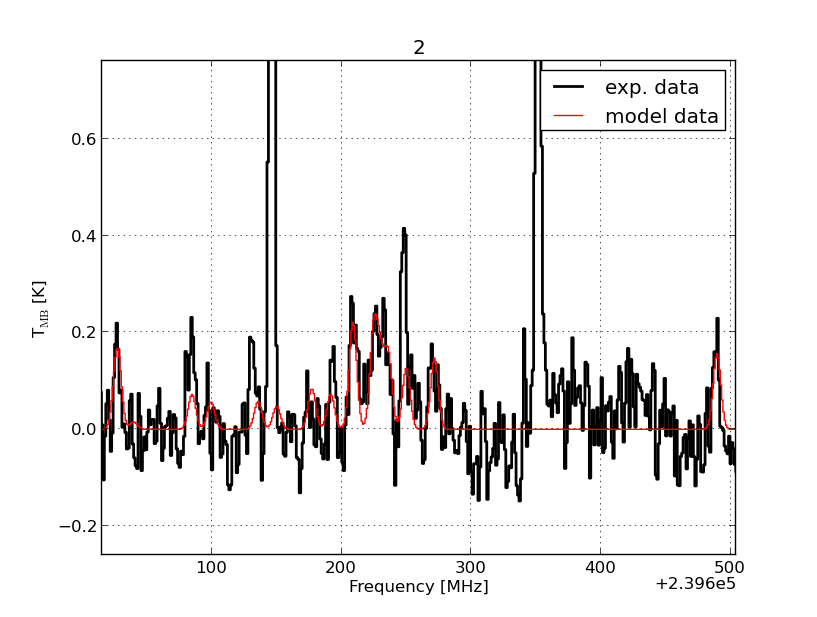 2
exp. data
model data
0.6
0.4
0.2
0.0
−0.2
T_MB [K]
100
200
300
400
500
Frequency [MHz]
+2.396e5